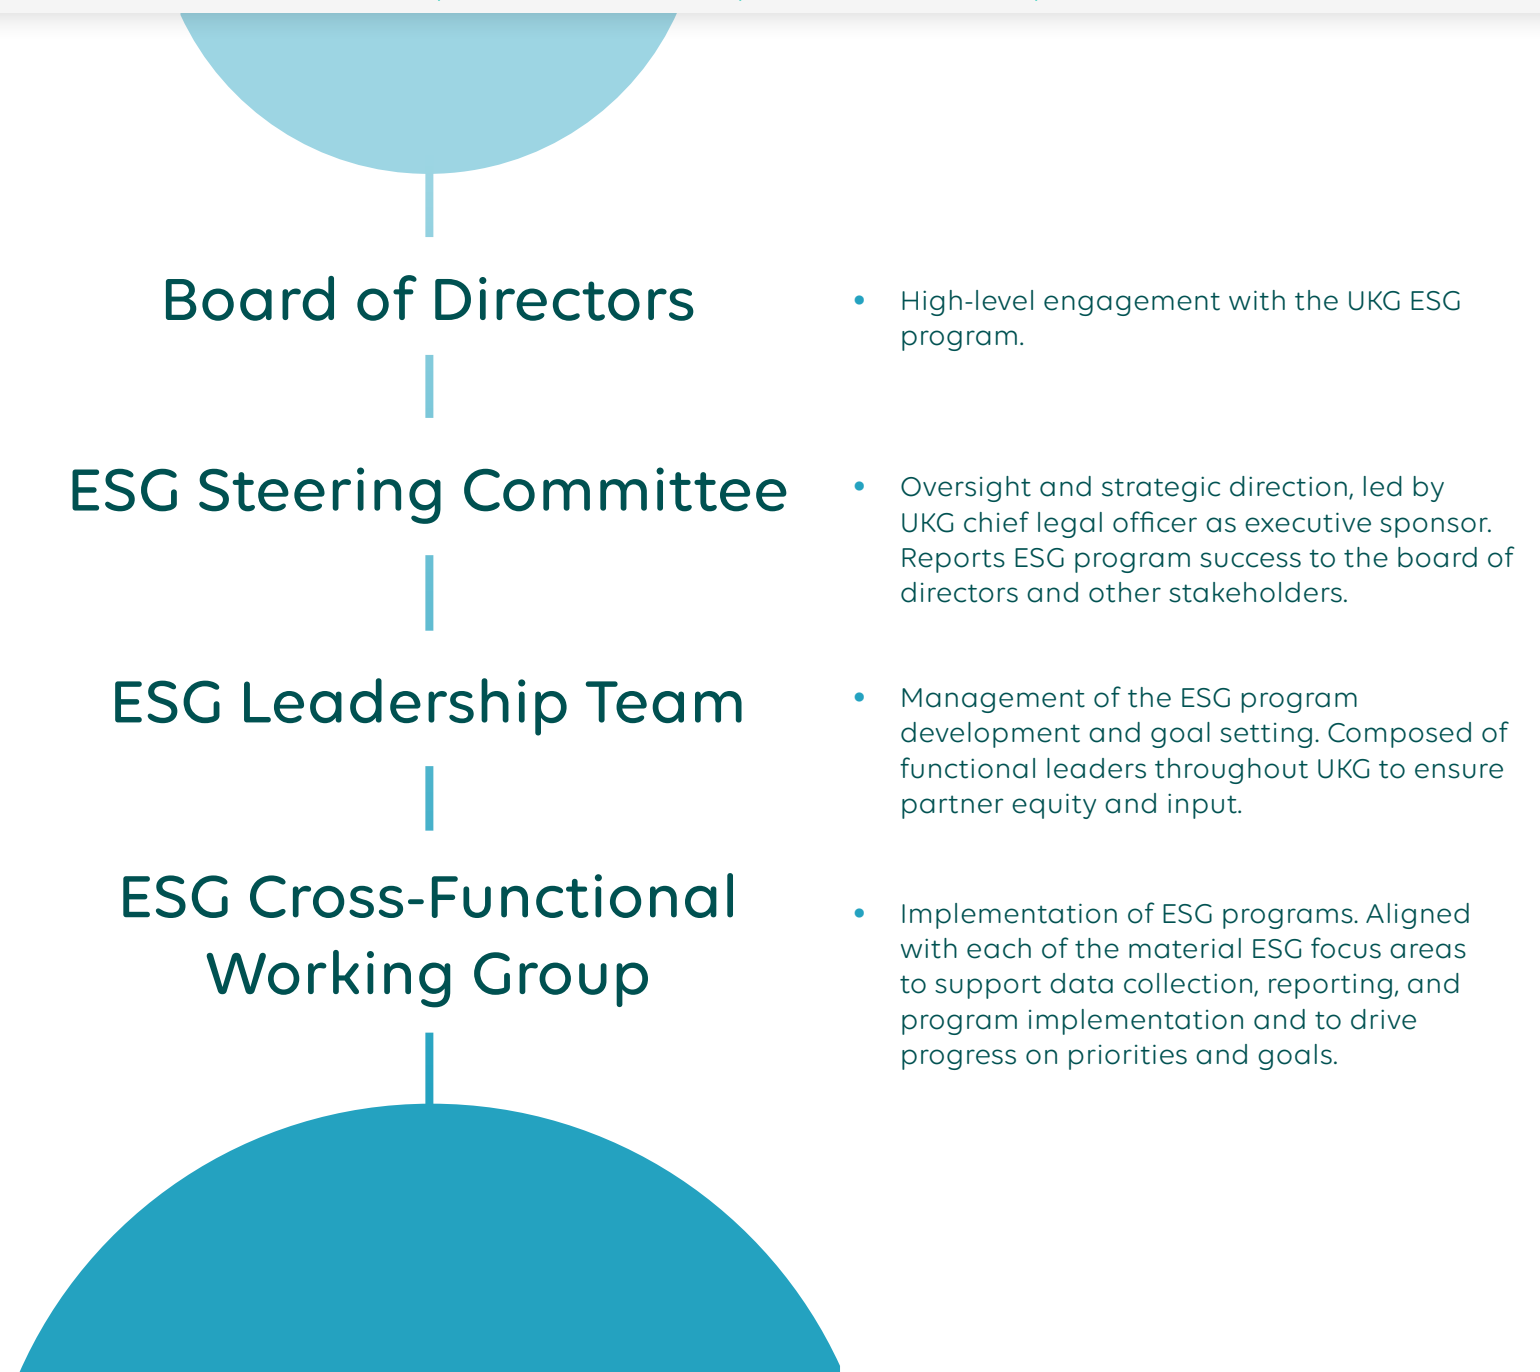 Board of Directors
• High-level engagement with the UKG ESG
program.
ESG Steering Committee
• Oversight and strategic direction, led by
UKG chief legal officer as executive sponsor.
Reports ESG program success to the board of
directors and other stakeholders.
ESG Leadership Team
• Management of the ESG program
development and goal setting. Composed of
functional leaders throughout UKG to ensure
partner equity and input.
ESG Cross-Functional
Working Group
• Implementation of ESG programs. Aligned
with each of the material ESG focus areas
to support data collection, reporting, and
program implementation and to drive
progress on priorities and goals.